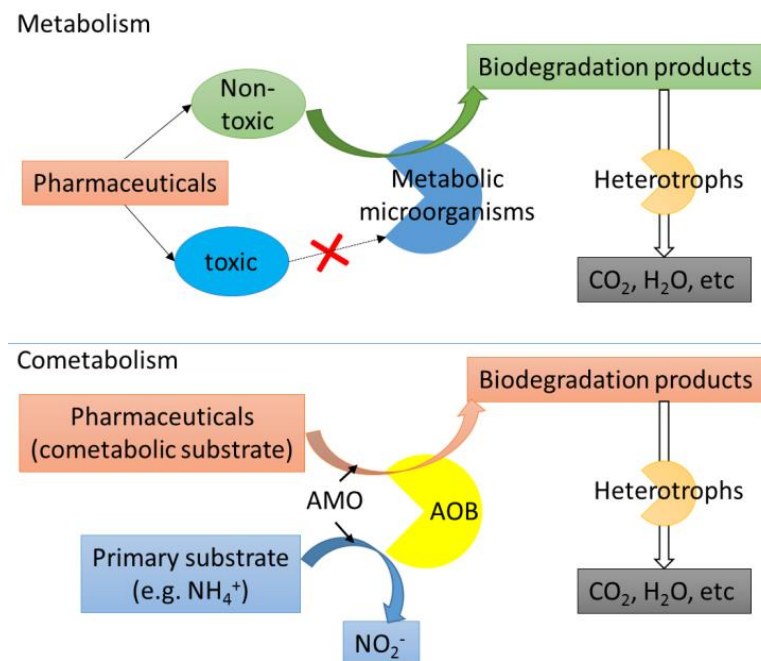 Metabolism
Biodegradation products
Non-
toxic
Pharmaceuticals
Metabolic
microorganisms
Heterotrophs
toxic
CO₂, H₂O, etc
Cometabolism
Biodegradation products
Pharmaceuticals
(cometabolic substrate)
AMO
AOB
Heterotrophs
Primary substrate
(e.g. NH₄⁺)
CO₂, H₂O, etc
NO₂⁻